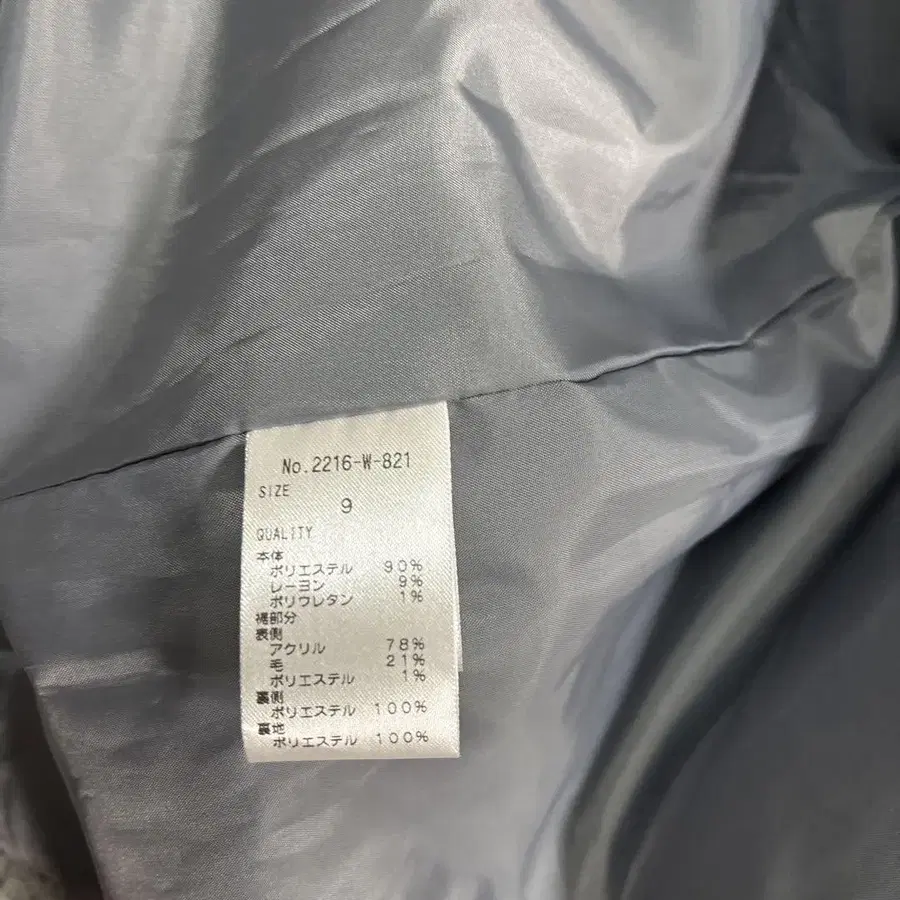 No.2216-W-821
SIZE
9
QUALITY
本体
ポリエステル 90%
レーヨン 9%
ポリウレタン 1%
裾部分
表側
アクリル 78%
毛 21%
ポリエステル 1%
裏側
ポリエステル 100%
裏地
ポリエステル 100%